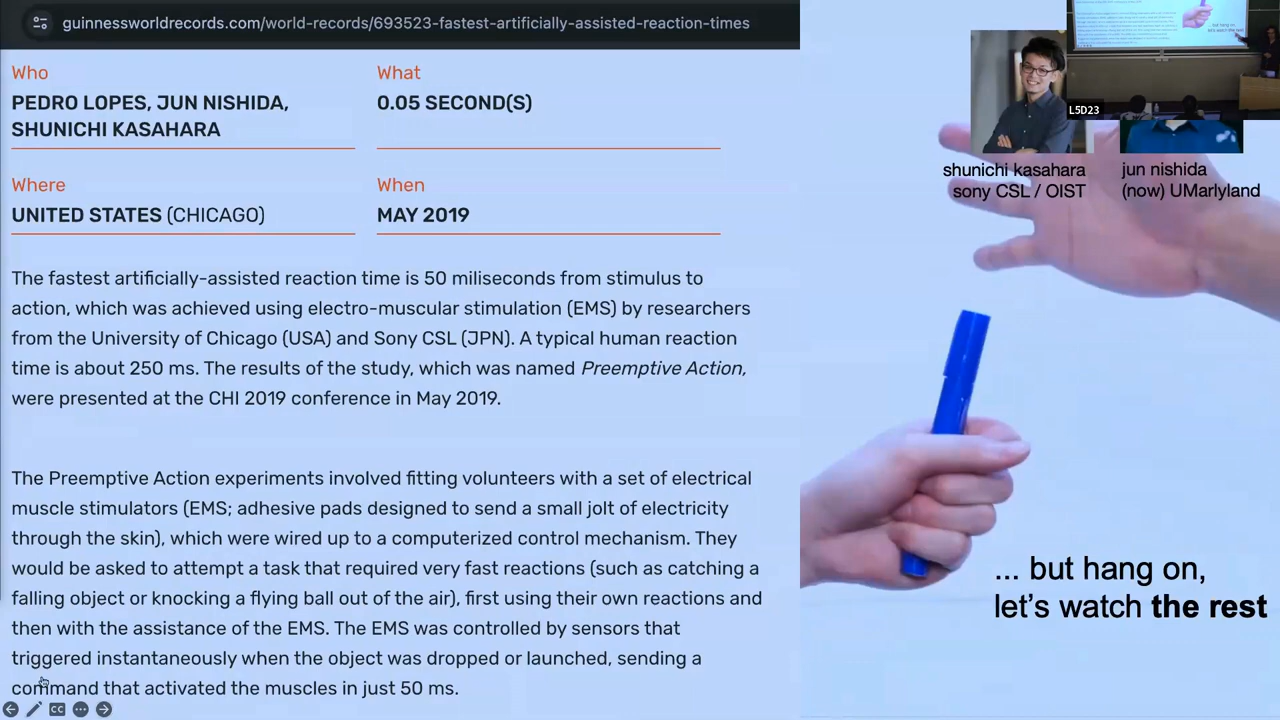 guinnessworldrecords.com/world-records/693523-fastest-artificially-assisted-reaction-times
Who
PEDRO LOPES, JUN NISHIDA,
SHUNICHI KASAHARA
What
0.05 SECOND(S)
Where
UNITED STATES (CHICAGO)
When
MAY 2019
The fastest artificially-assisted reaction time is 50 miliseconds from stimulus to
action, which was achieved using electro-muscular stimulation (EMS) by researchers
from the University of Chicago (USA) and Sony CSL (JPN). A typical human reaction
time is about 250 ms. The results of the study, which was named Preemptive Action,
were presented at the CHI 2019 conference in May 2019.
The Preemptive Action experiments involved fitting volunteers with a set of electrical
muscle stimulators (EMS; adhesive pads designed to send a small jolt of electricity
through the skin), which were wired up to a computerized control mechanism. They
would be asked to attempt a task that required very fast reactions (such as catching a
falling object or knocking a flying ball out of the air), first using their own reactions and
then with the assistance of the EMS. The EMS was controlled by sensors that
triggered instantaneously when the object was dropped or launched, sending a
command that activated the muscles in just 50 ms.
CC
L5D23
shunichi kasahara
sony CSL / OIST
jun nishida
(now) UMarlyland
... but hang on,
let's watch the rest